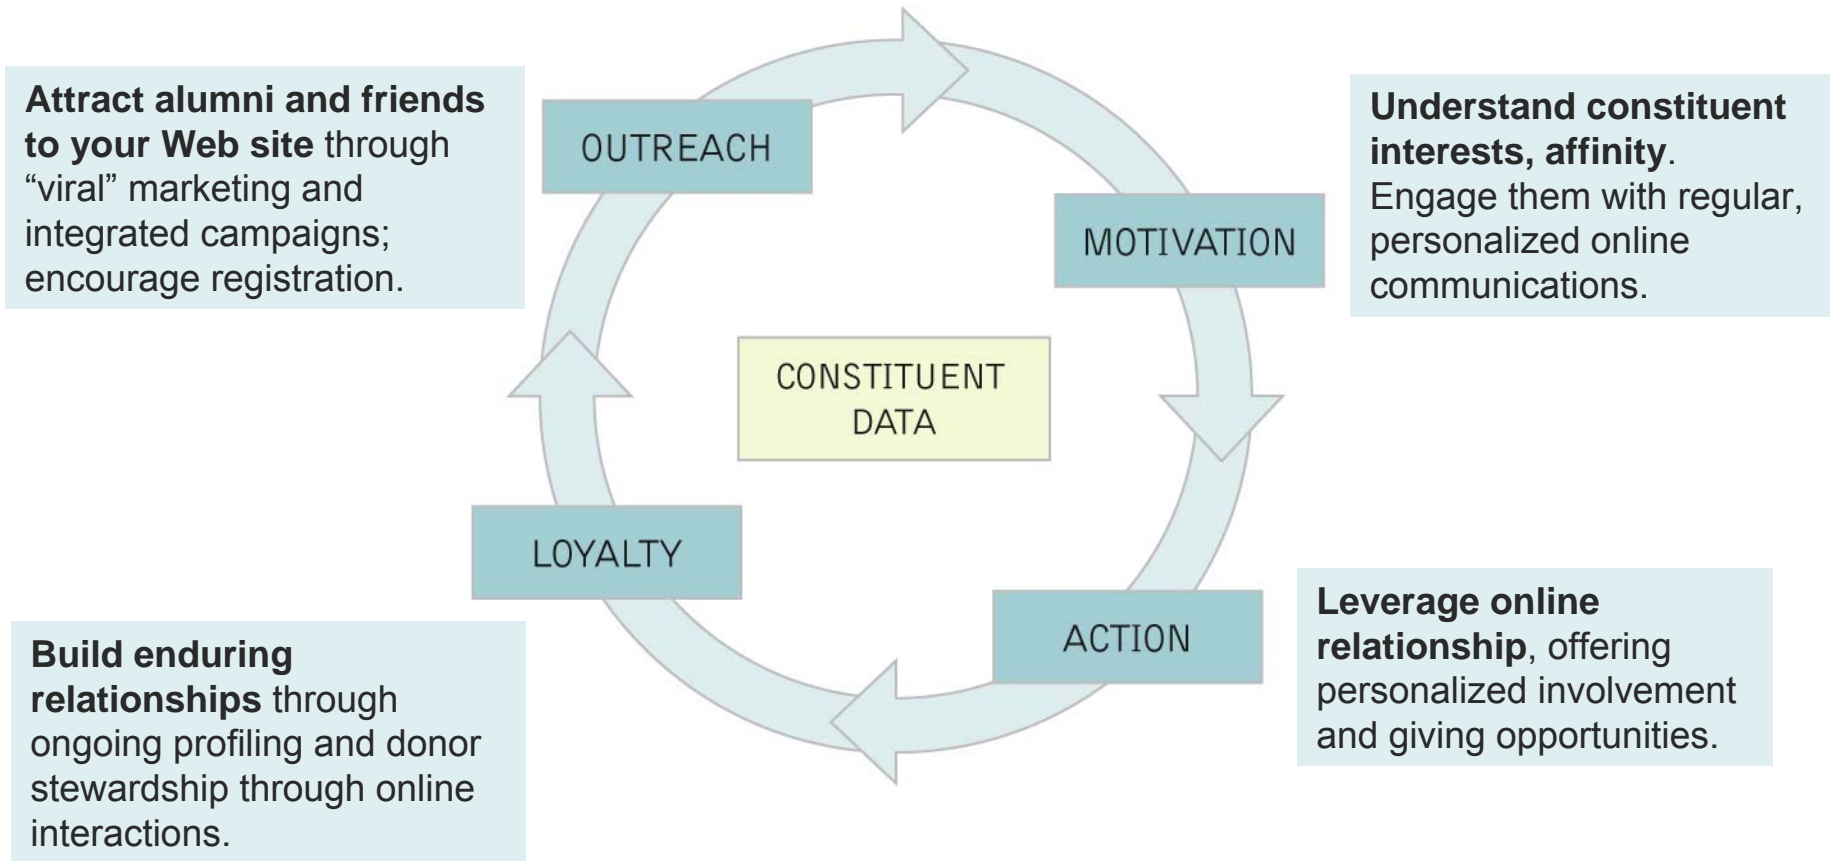 Attract alumni and friends
to your Web site through
“viral” marketing and
integrated campaigns;
encourage registration.
OUTREACH
MOTIVATION
Understand constituent
interests, affinity.
Engage them with regular,
personalized online
communications.
CONSTITUENT
DATA
LOYALTY
ACTION
Build enduring
relationships through
ongoing profiling and donor
stewardship through online
interactions.
Leverage online
relationship, offering
personalized involvement
and giving opportunities.